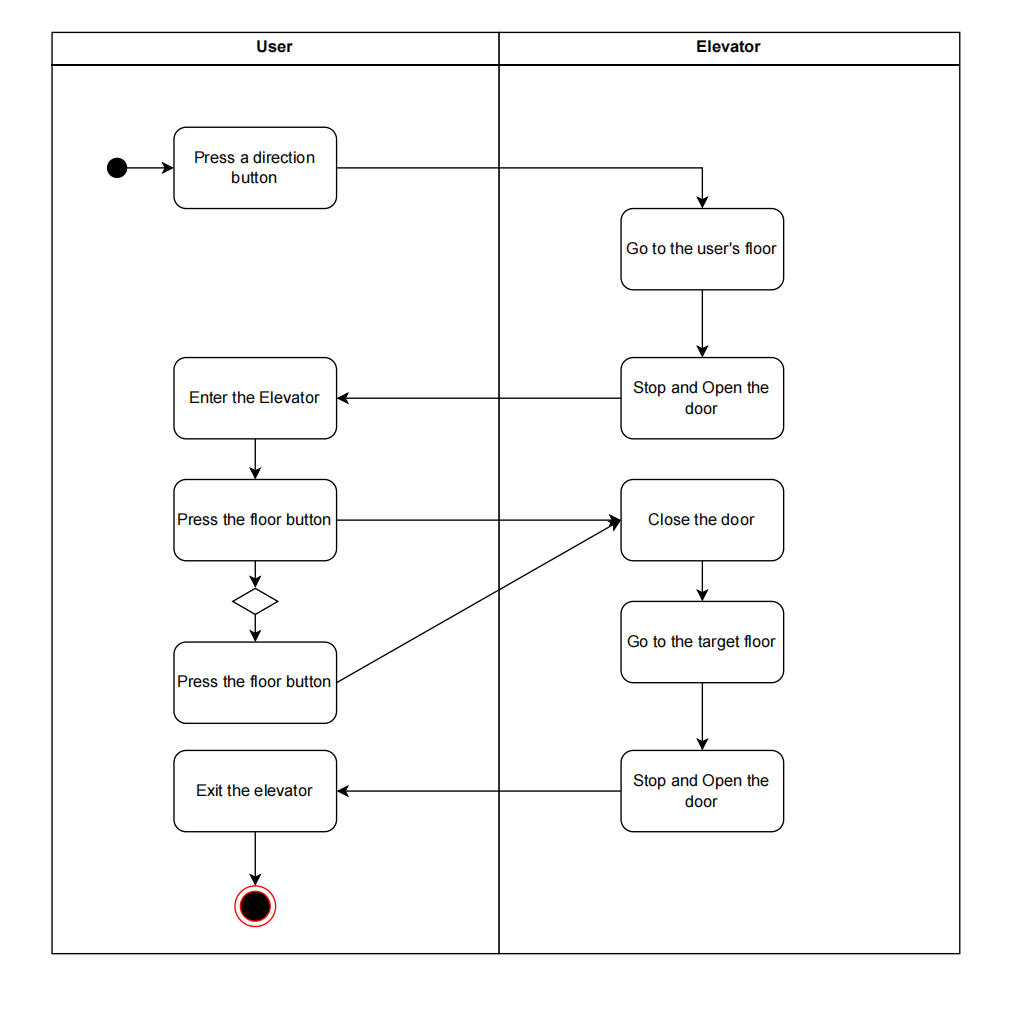 User
Elevator
Press a direction
button
Go to the user's floor
Stop and Open the
door
Enter the Elevator
Press the floor button
Close the door
Go to the target floor
Press the floor button
Stop and Open the
door
Exit the elevator